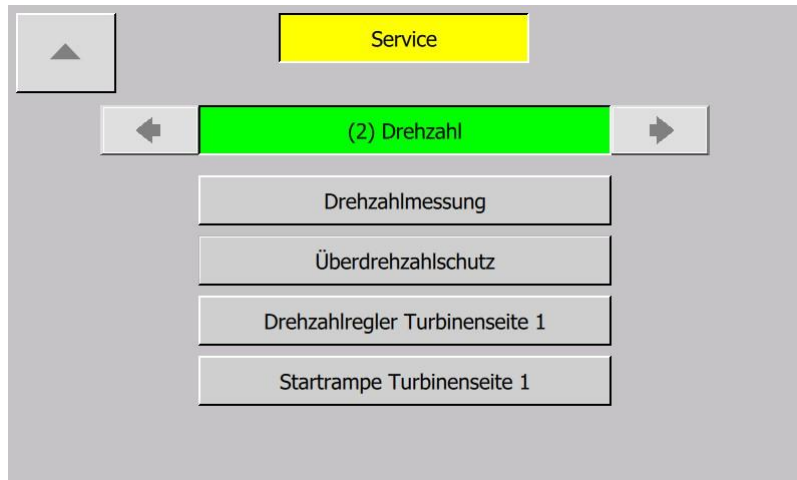 Service
(2) Drehzahl
Drehzahlmessung
Überdrehzahlschutz
Drehzahlregler Turbinenseite 1
Startrampe Turbinenseite 1